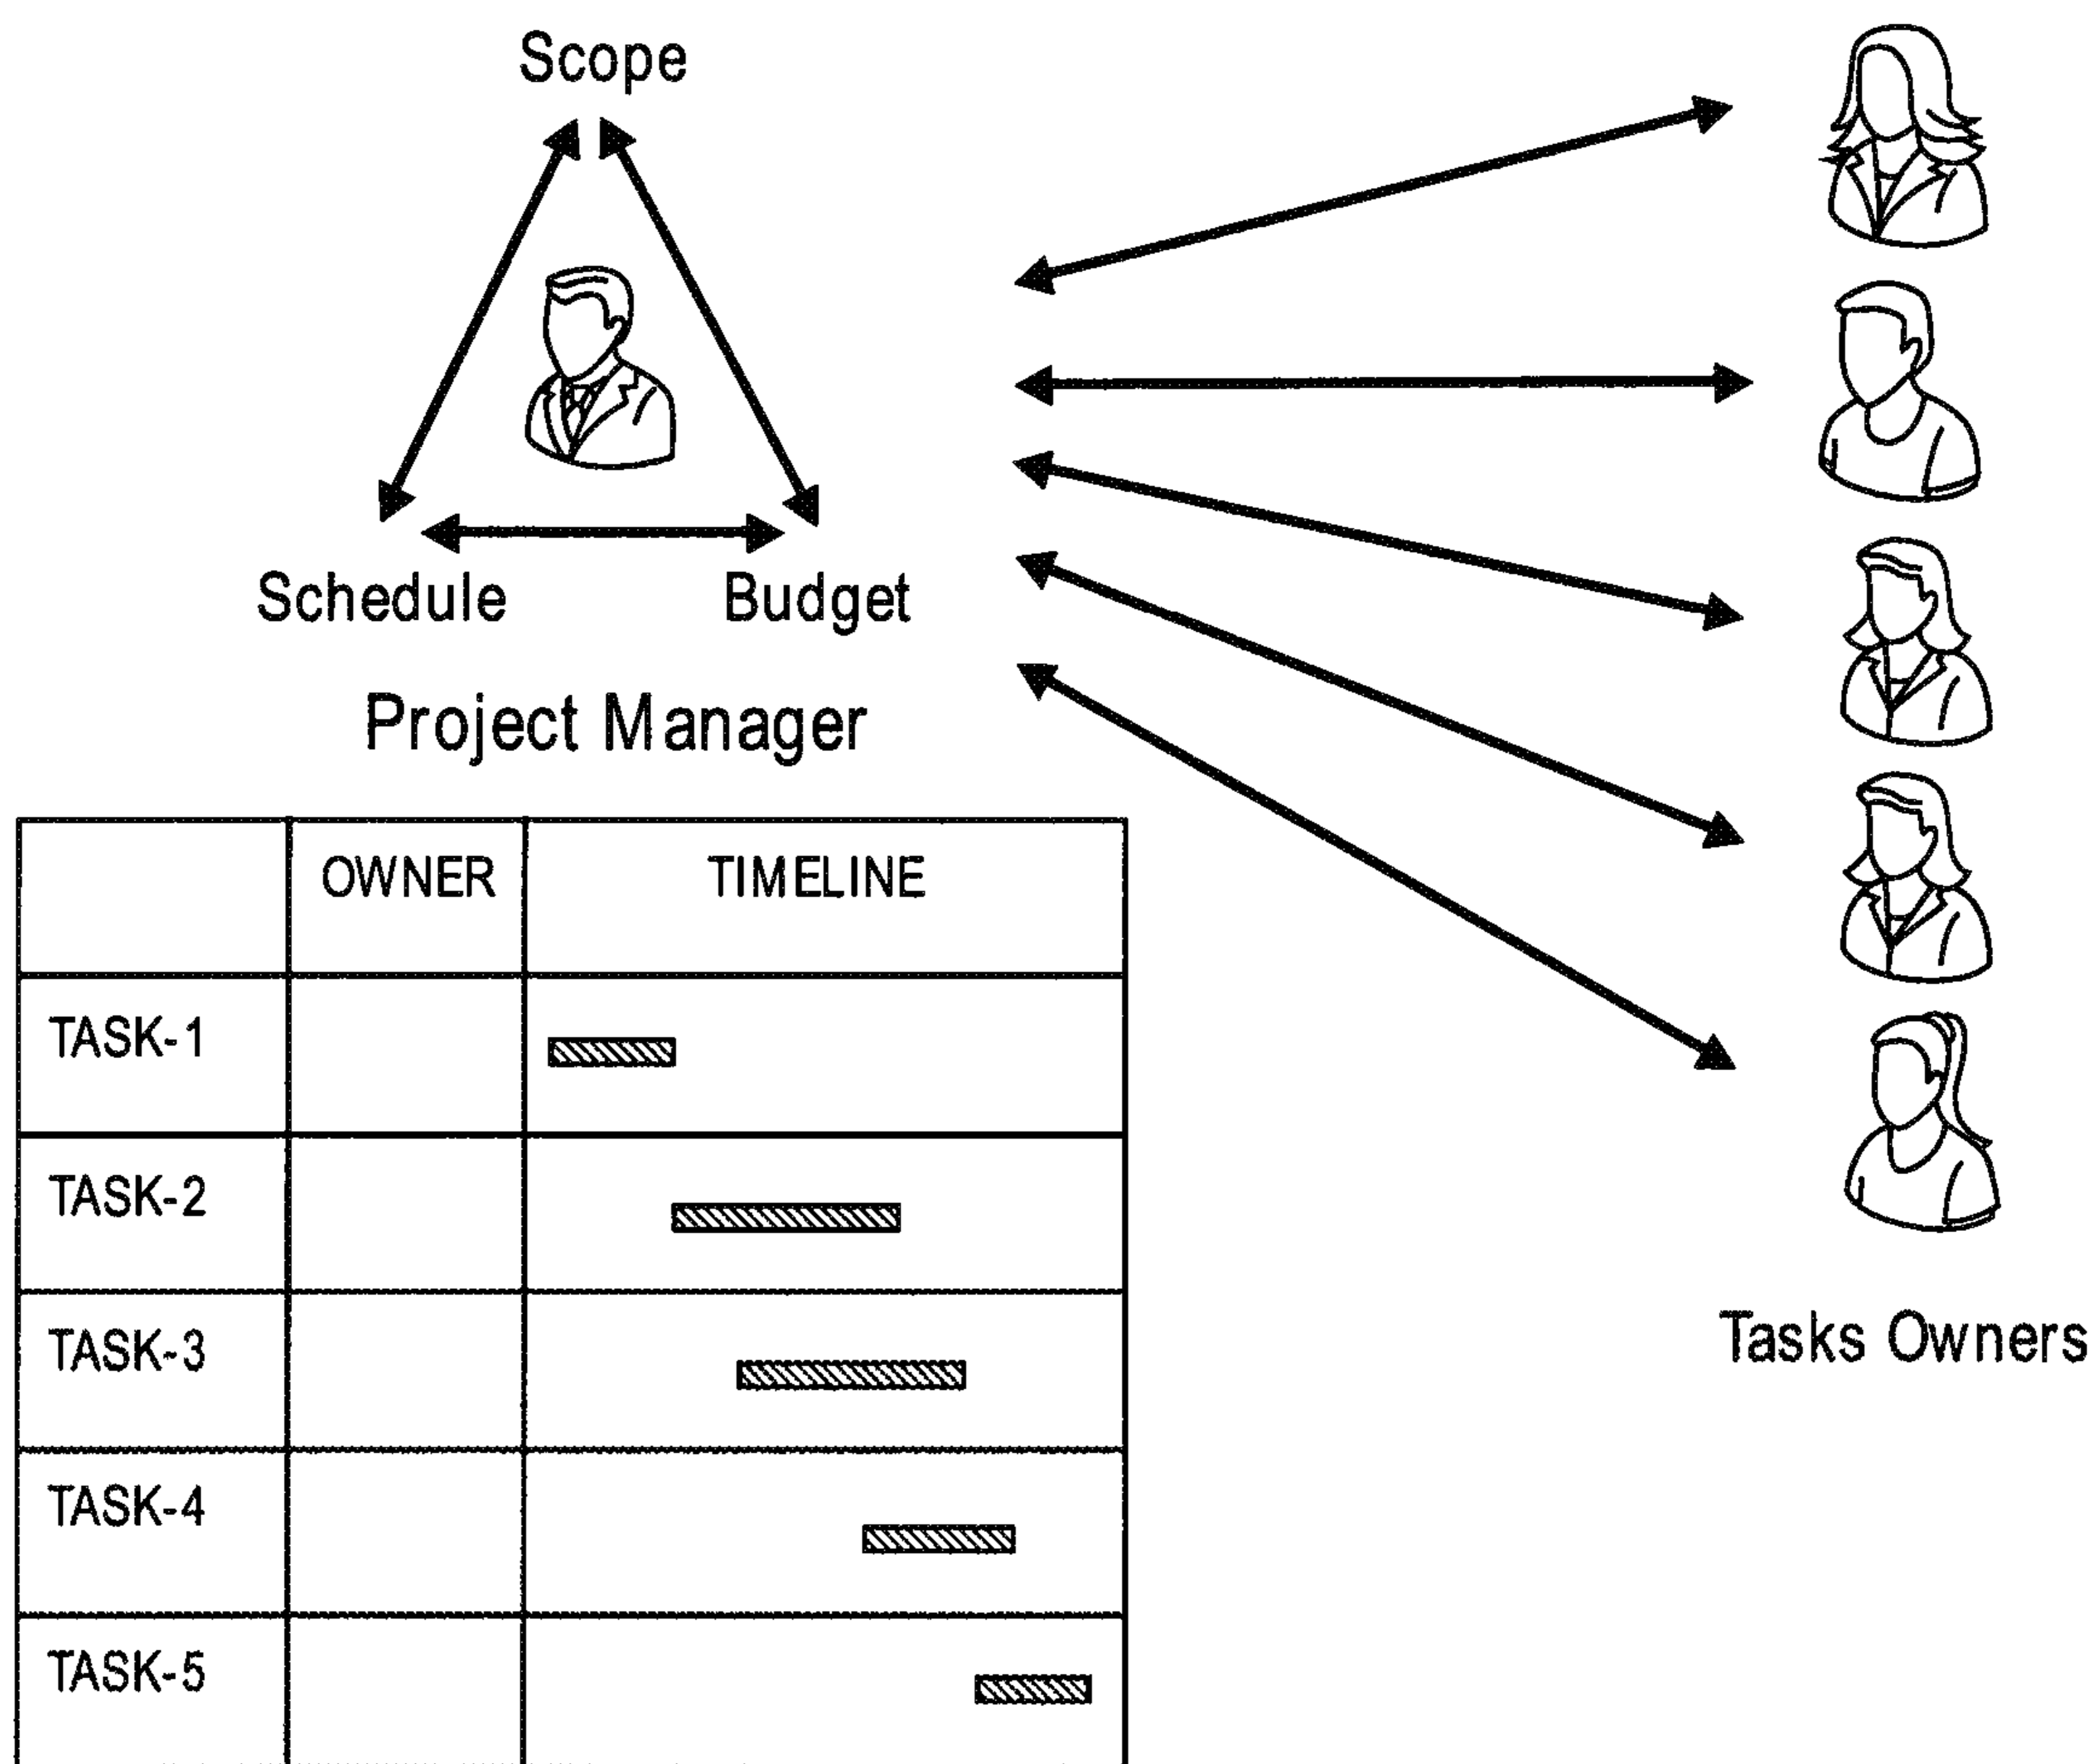 Scope
Schedule Budget
Project Manager
OWNER TIMELINE
TASK-1
TASK-2
TASK-3
TASK-4
TASK-5
Tasks Owners